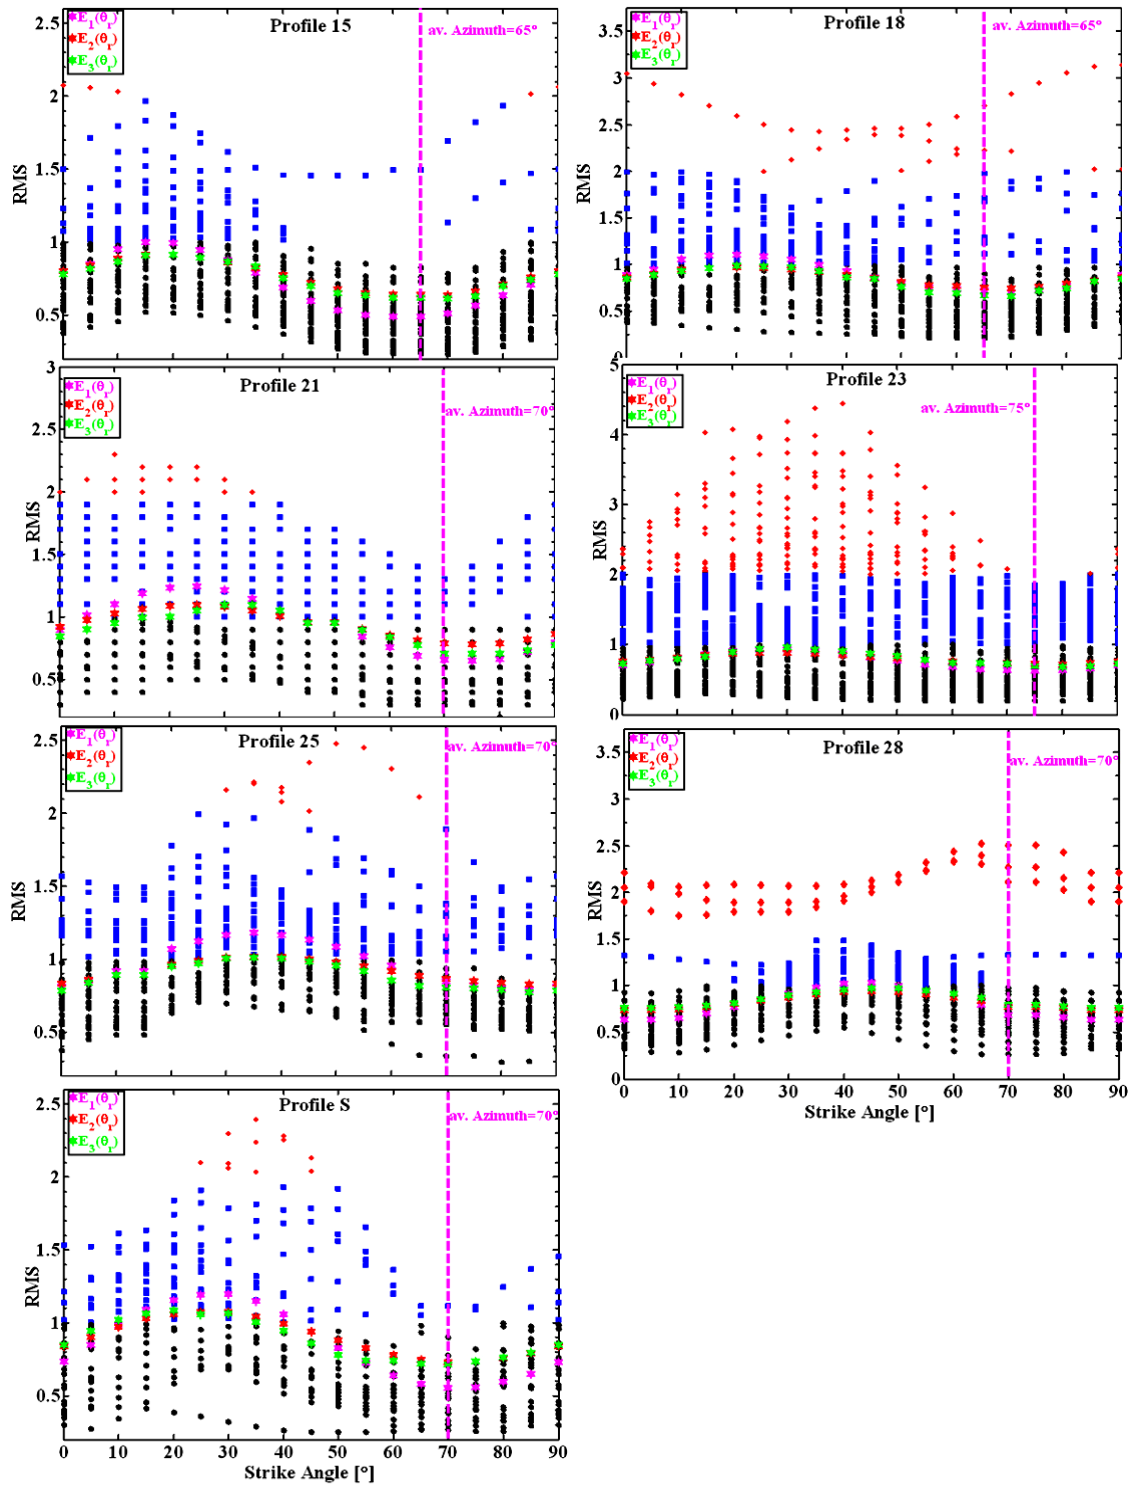 Profile 15
av. Azimuth=65°
E1(θr)
E2(θr)
E3(θr)
RMS
2.5
2
1.5
1
0.5
Profile 18
av. Azimuth=65°
E1(θr)
E2(θr)
E3(θr)
RMS
3.5
3
2.5
2
1.5
1
0.5
0
Profile 21
av. Azimuth=70°
E1(θr)
E2(θr)
E3(θr)
RMS
3
2.5
2
1.5
1
0.5
Profile 23
av. Azimuth=75°
E1(θr)
E2(θr)
E3(θr)
RMS
5
4
3
2
1
0
Profile 25
av. Azimuth=70°
E1(θr)
E2(θr)
E3(θr)
RMS
2.5
2
1.5
1
0.5
Profile 28
av. Azimuth=70°
E1(θr)
E2(θr)
E3(θr)
RMS
3.5
3
2.5
2
1.5
1
0.5
0
0 10 20 30 40 50 60 70 80 90
Strike Angle [°]
Profile S
av. Azimuth=70°
E1(θr)
E2(θr)
E3(θr)
RMS
2.5
2
1.5
1
0.5
0 10 20 30 40 50 60 70 80 90
Strike Angle [°]